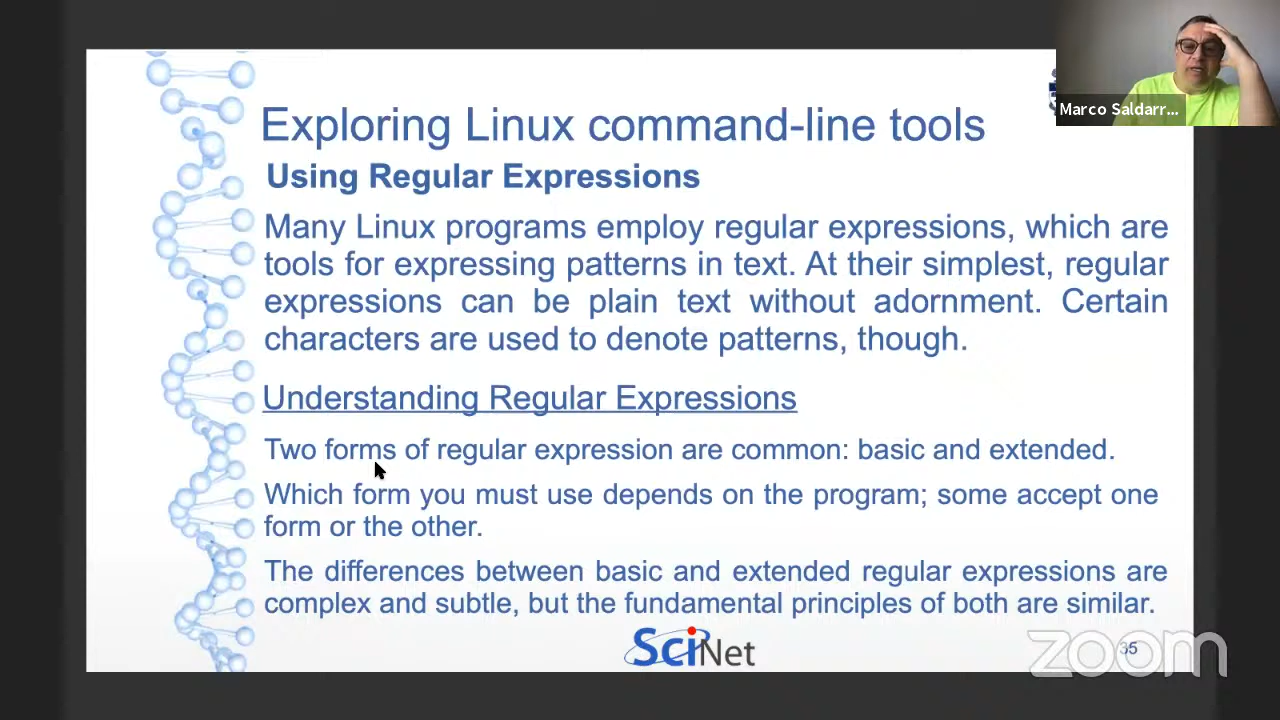 Marco Saldarr...
Exploring Linux command-line tools
Using Regular Expressions
Many Linux programs employ regular expressions, which are
tools for expressing patterns in text. At their simplest, regular
expressions can be plain text without adornment. Certain
characters are used to denote patterns, though.
Understanding Regular Expressions
Two forms of regular expression are common: basic and extended.
Which form you must use depends on the program; some accept one
form or the other.
The differences between basic and extended regular expressions are
complex and subtle, but the fundamental principles of both are similar.
SciNet
35
zoom